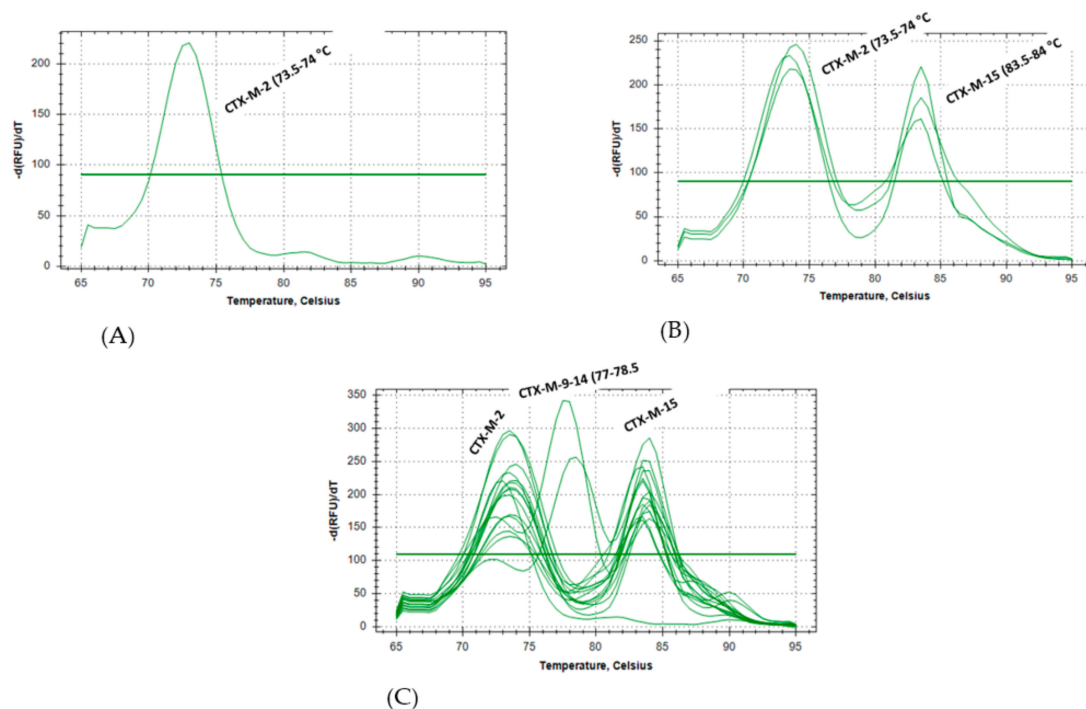 CTX-M-2 (73.5-74 °C
-d(RFU)/dT
200
150
100
50
0
65 70 75 80 85 90 95
Temperature, Celsius
(A)
CTX-M-2 (73.5-74 °C
CTX-M-15 (83.5-84 °C
-d(RFU)/dT
250
200
150
100
50
0
65 70 75 80 85 90 95
Temperature, Celsius
(B)
CTX-M-2
CTX-M-9-14 (77-78.5
CTX-M-15
-d(RFU)/dT
350
300
250
200
150
100
50
0
65 70 75 80 85 90 95
Temperature, Celsius
(C)